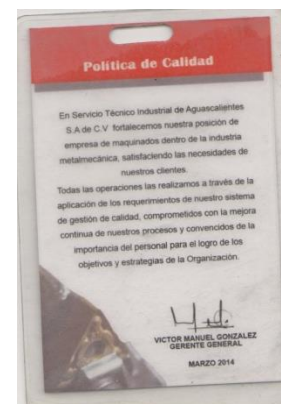 Política de Calidad
En Servicio Técnico Industrial de Aguascalientes
S.A de C.V fortalecemos nuestra posición de
empresa de maquinados dentro de la industria
metalmecánica, satisfaciendo las necesidades de
nuestros clientes.
Todas las operaciones las realizamos a través de la
aplicación de los requerimientos de nuestro sistema
de gestión de calidad, comprometidos con la mejora
continua de nuestros procesos y convencidos de la
importancia del personal para el logro de los
objetivos y estrategias de la Organización.
VICTOR MANUEL GONZALEZ
GERENTE GENERAL
MARZO 2014